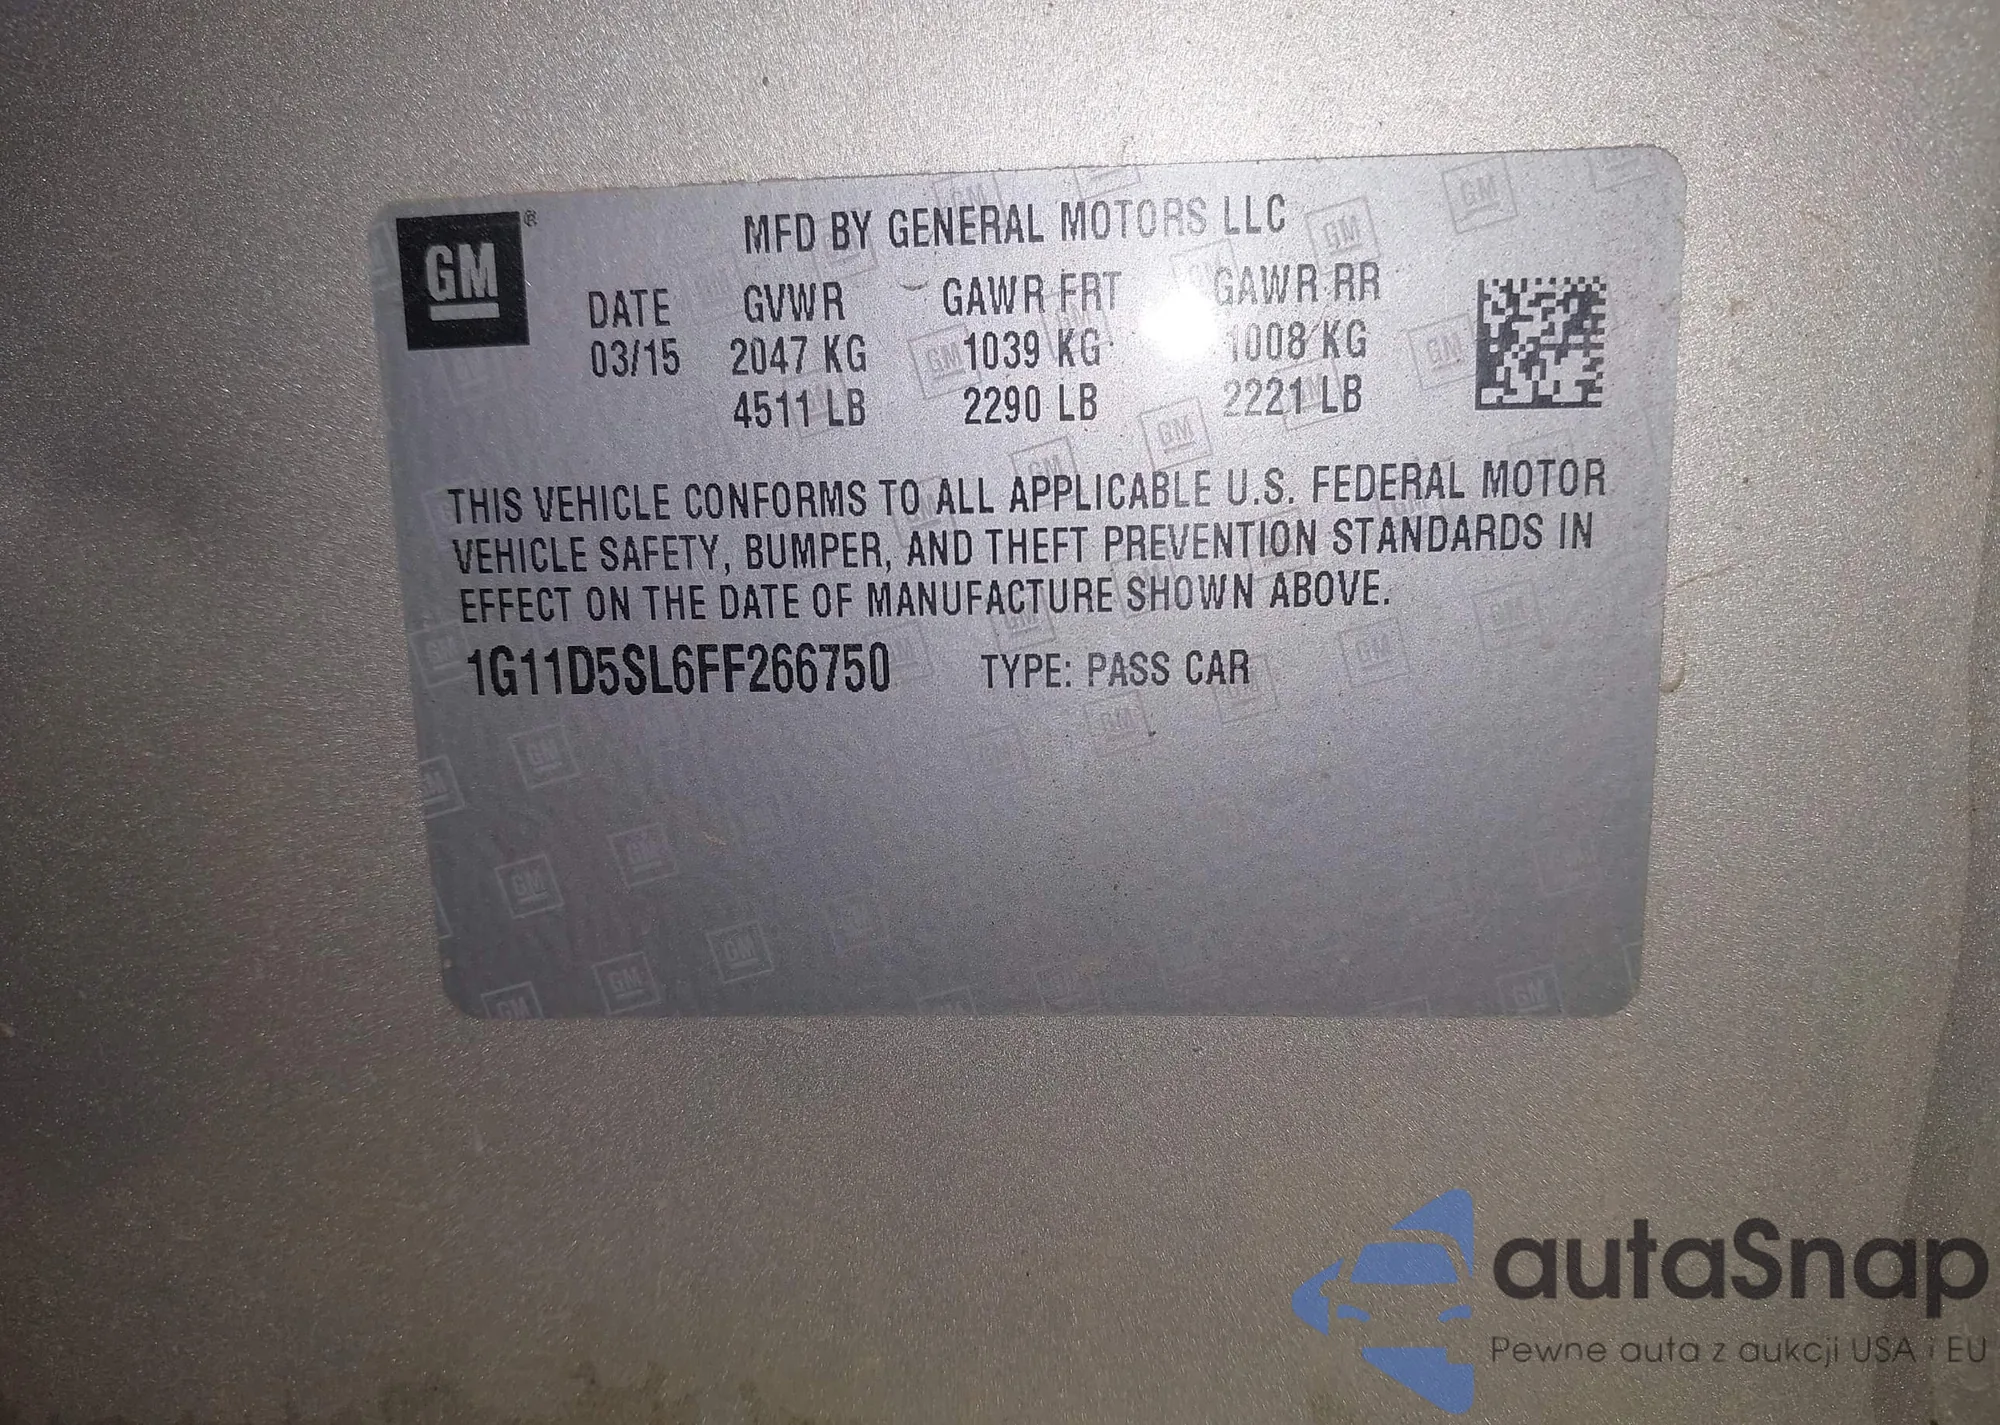 GM®
MFD BY GENERAL MOTORS LLC
DATE GVWR GAWR FRT GAWR RR
03/15 2047 KG 1039 KG 1008 KG
4511 LB 2290 LB 2221 LB
THIS VEHICLE CONFORMS TO ALL APPLICABLE U.S. FEDERAL MOTOR
VEHICLE SAFETY, BUMPER, AND THEFT PREVENTION STANDARDS IN
EFFECT ON THE DATE OF MANUFACTURE SHOWN ABOVE.
1G11D5SL6FF266750 TYPE: PASS CAR
autaSnap
Pewne auta z aukcji USA i EU